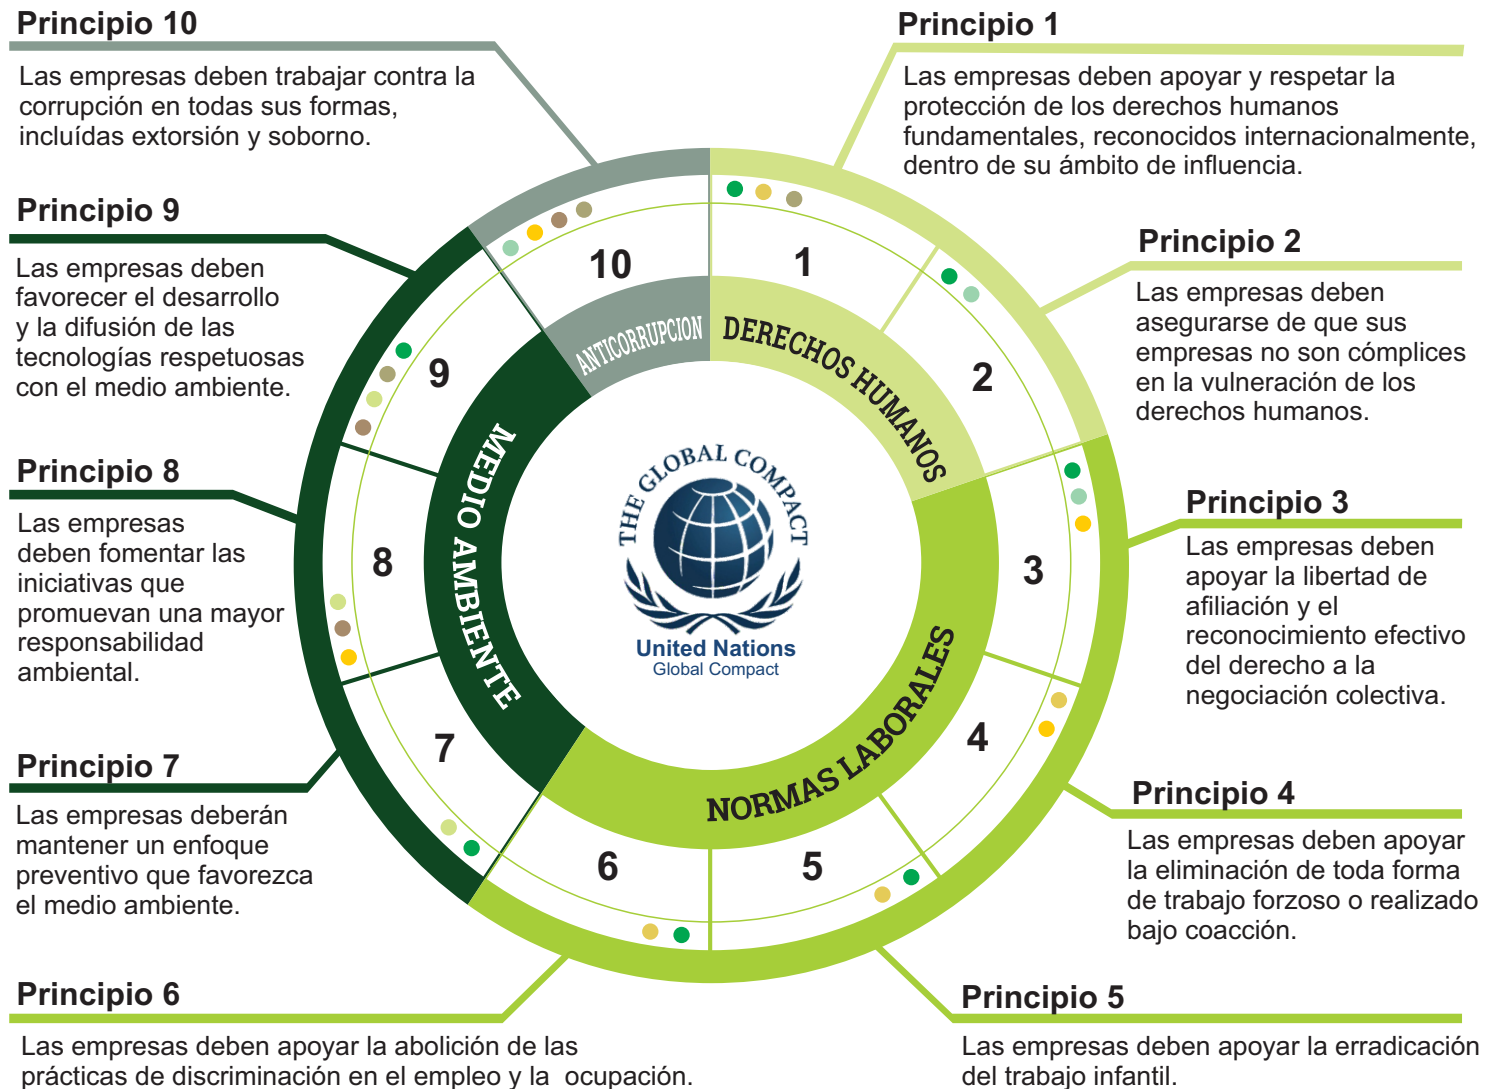 Principio 10
Las empresas deben trabajar contra la
corrupción en todas sus formas,
incluídas extorsión y soborno.
Principio 1
Las empresas deben apoyar y respetar la
protección de los derechos humanos
fundamentales, reconocidos internacionalmente,
dentro de su ámbito de influencia.
Principio 9
Las empresas deben
favorecer el desarrollo
y la difusión de las
tecnologías respetuosas
con el medio ambiente.
Principio 2
Las empresas deben
asegurarse de que sus
empresas no son cómplices
en la vulneración de los
derechos humanos.
Principio 8
Las empresas
deben fomentar las
iniciativas que
promuevan una mayor
responsabilidad
ambiental.
Principio 3
Las empresas deben
apoyar la libertad de
afiliación y el
reconocimiento efectivo
del derecho a la
negociación colectiva.
Principio 7
Las empresas deberán
mantener un enfoque
preventivo que favorezca
el medio ambiente.
Principio 4
Las empresas deben apoyar
la eliminación de toda forma
de trabajo forzoso o realizado
bajo coacción.
Principio 6
Las empresas deben apoyar la abolición de las
prácticas de discriminación en el empleo y la ocupación.
Principio 5
Las empresas deben apoyar la erradicación
del trabajo infantil.
10
1
2
3
4
5
6
7
8
9
ANTICORRUPCION
DERECHOS HUMANOS
NORMAS LABORALES
MEDIO AMBIENTE
THE GLOBAL COMPACT
United Nations
Global Compact